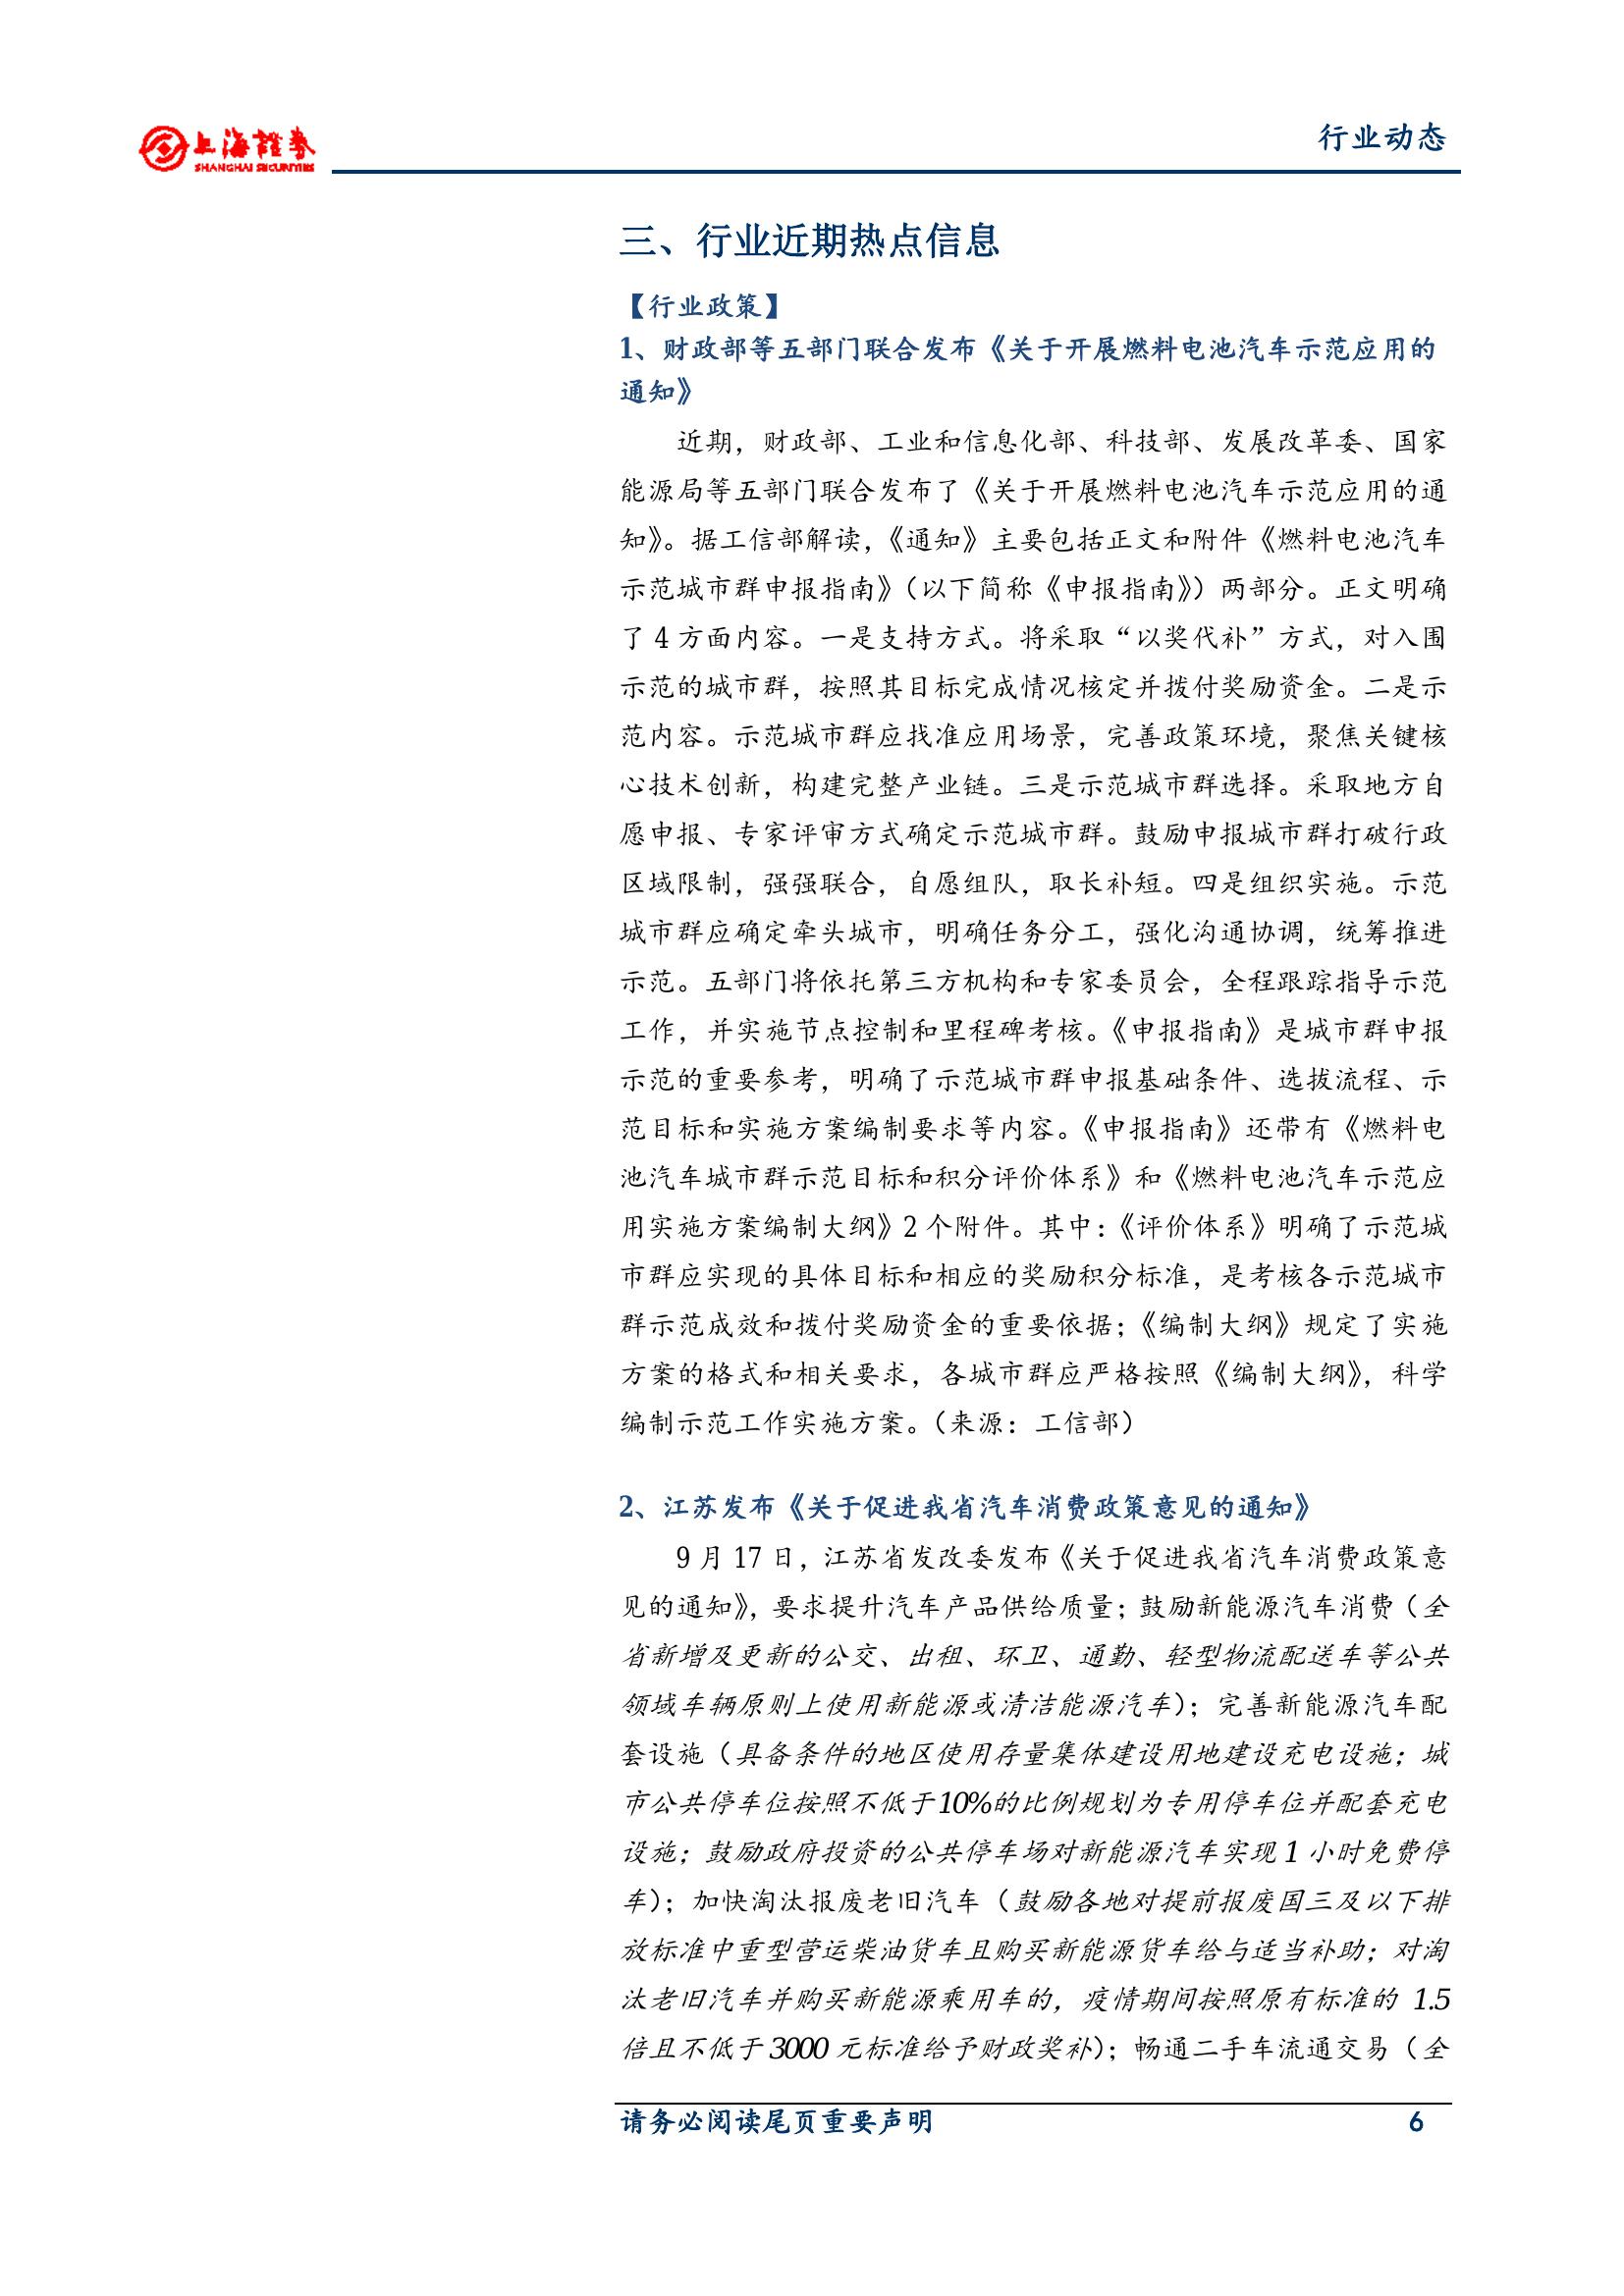 上海證券
SHANGHAI SECURITIES
行业动态
三、行业近期热点信息
【行业政策】
1、财政部等五部门联合发布《关于开展燃料电池汽车示范应用的
通知》
近期，财政部、工业和信息化部、科技部、发展改革委、国家
能源局等五部门联合发布了《关于开展燃料电池汽车示范应用的通
知》。据工信部解读，《通知》主要包括正文和附件《燃料电池汽车
示范城市群申报指南》（以下简称《申报指南》）两部分。正文明确
了 4 方面内容。一是支持方式。将采取“以奖代补”方式，对入围
示范的城市群，按照其目标完成情况核定并拨付奖励资金。二是示
范内容。示范城市群应找准应用场景，完善政策环境，聚焦关键核
心技术创新，构建完整产业链。三是示范城市群选择。采取地方自
愿申报、专家评审方式确定示范城市群。鼓励申报城市群打破行政
区域限制，强强联合，自愿组队，取长补短。四是组织实施。示范
城市群应确定牵头城市，明确任务分工，强化沟通协调，统筹推进
示范。五部门将依托第三方机构和专家委员会，全程跟踪指导示范
工作，并实施节点控制和里程碑考核。《申报指南》是城市群申报
示范的重要参考，明确了示范城市群申报基础条件、选拔流程、示
范目标和实施方案编制要求等内容。《申报指南》还带有《燃料电
池汽车城市群示范目标和积分评价体系》和《燃料电池汽车示范应
用实施方案编制大纲》2 个附件。其中：《评价体系》明确了示范城
市群应实现的具体目标和相应的奖励积分标准，是考核各示范城市
群示范成效和拨付奖励资金的重要依据；《编制大纲》规定了实施
方案的格式和相关要求，各城市群应严格按照《编制大纲》，科学
编制示范工作实施方案。（来源：工信部）
2、江苏发布《关于促进我省汽车消费政策意见的通知》
9 月 17 日，江苏省发改委发布《关于促进我省汽车消费政策意
见的通知》，要求提升汽车产品供给质量；鼓励新能源汽车消费（全
省新增及更新的公交、出租、环卫、通勤、轻型物流配送车等公共
领域车辆原则上使用新能源或清洁能源汽车）；完善新能源汽车配
套设施（具备条件的地区使用存量集体建设用地建设充电设施；城
市公共停车位按照不低于10%的比例规划为专用停车位并配套充电
设施；鼓励政府投资的公共停车场对新能源汽车实现 1 小时免费停
车）；加快淘汰报废老旧汽车（鼓励各地对提前报废国三及以下排
放标准中重型营运柴油货车且购买新能源货车给与适当补助；对淘
汰老旧汽车并购买新能源乘用车的，疫情期间按照原有标准的 1.5
倍且不低于 3000 元标准给予财政奖补）；畅通二手车流通交易（全
请务必阅读尾页重要声明 6